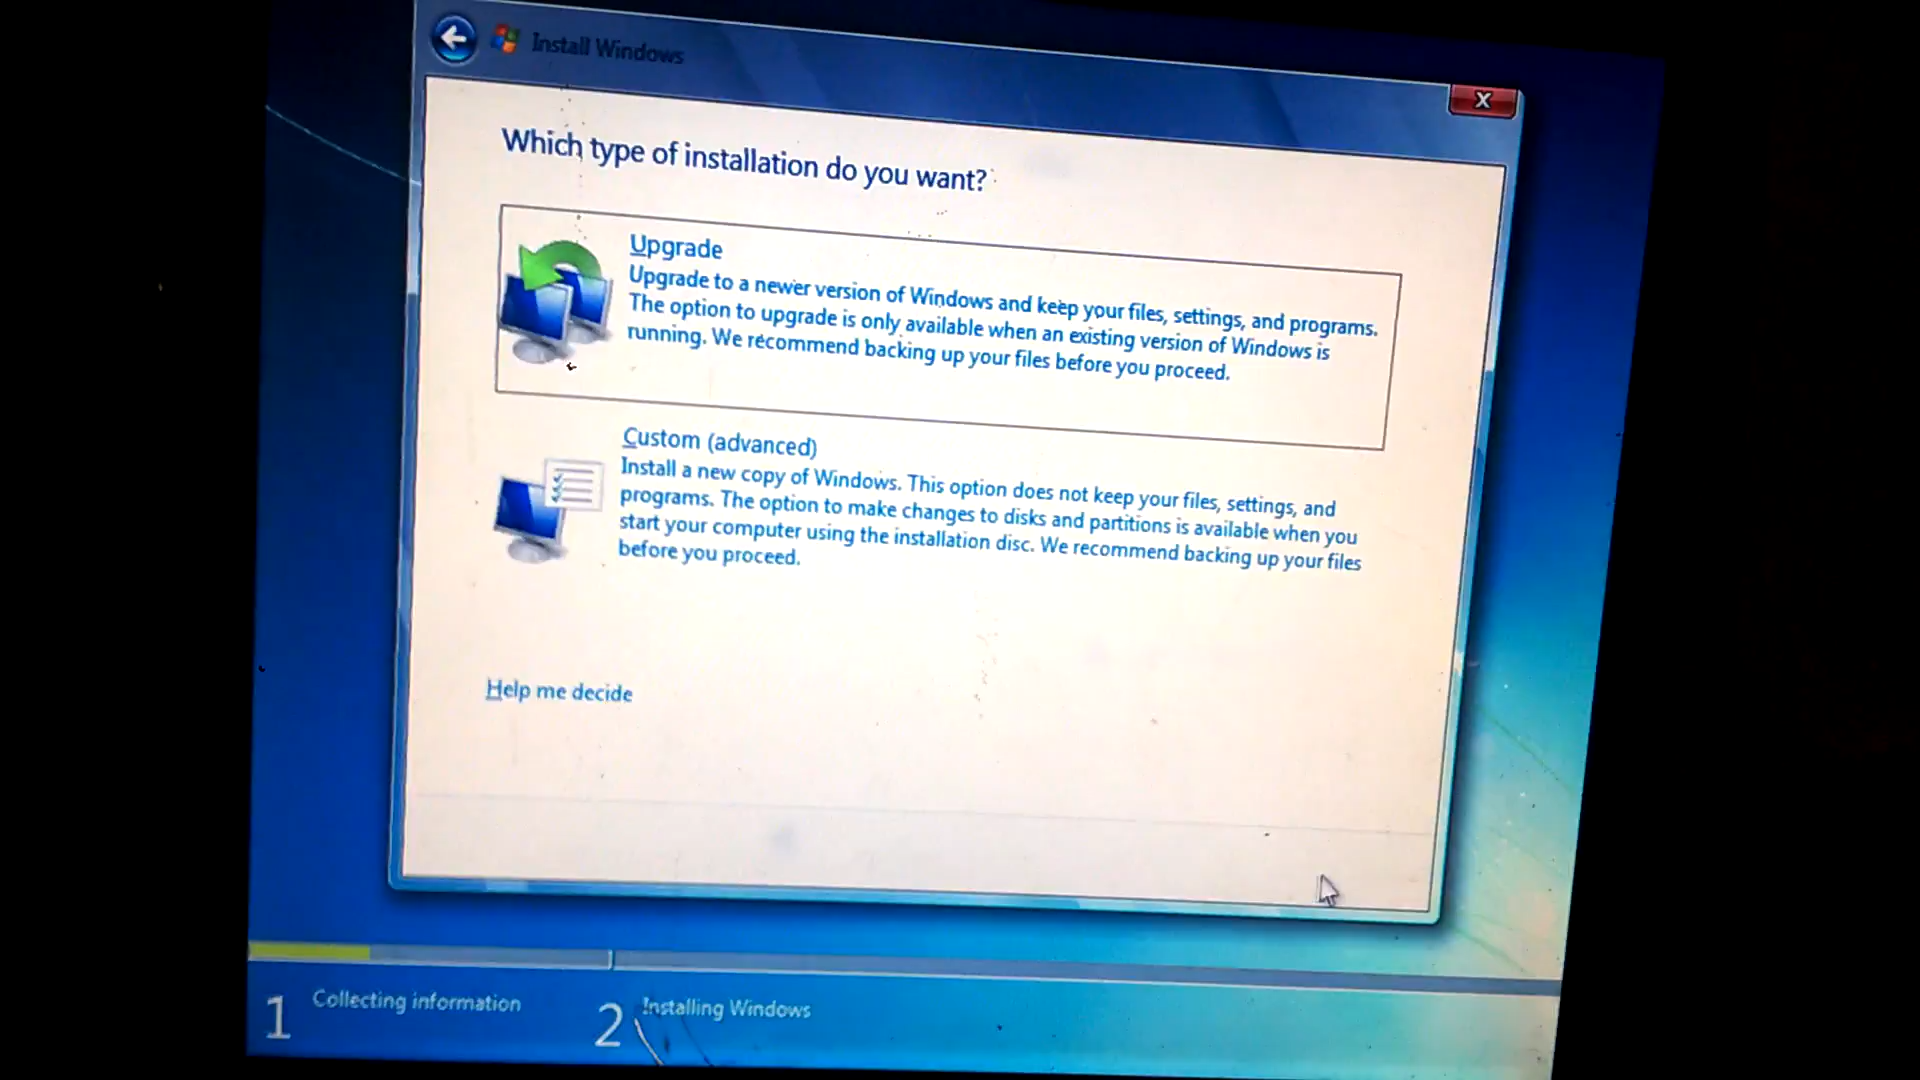 Install Windows
X
Which type of installation do you want?
Upgrade
Upgrade to a newer version of Windows and keep your files, settings, and programs.
The option to upgrade is only available when an existing version of Windows is
running. We recommend backing up your files before you proceed.
Custom (advanced)
Install a new copy of Windows. This option does not keep your files, settings, and
programs. The option to make changes to disks and partitions is available when you
start your computer using the installation disc. We recommend backing up your files
before you proceed.
Help me decide
1 Collecting information
2 Installing Windows